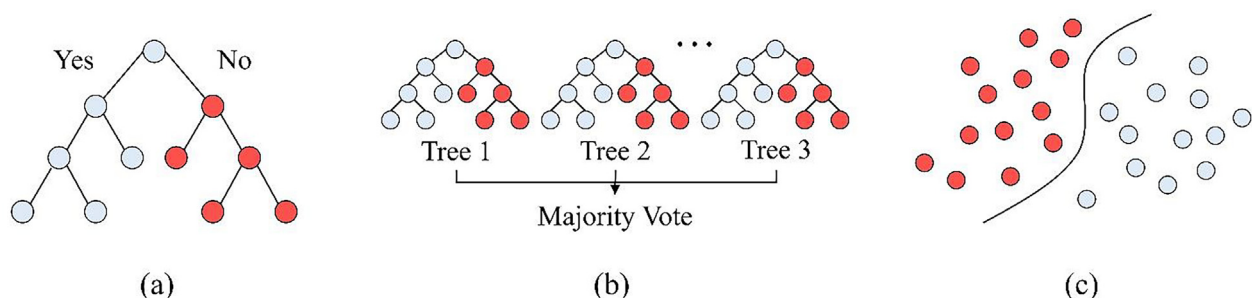 Yes No
...
Tree 1 Tree 2 Tree 3
Majority Vote
(a) (b) (c)